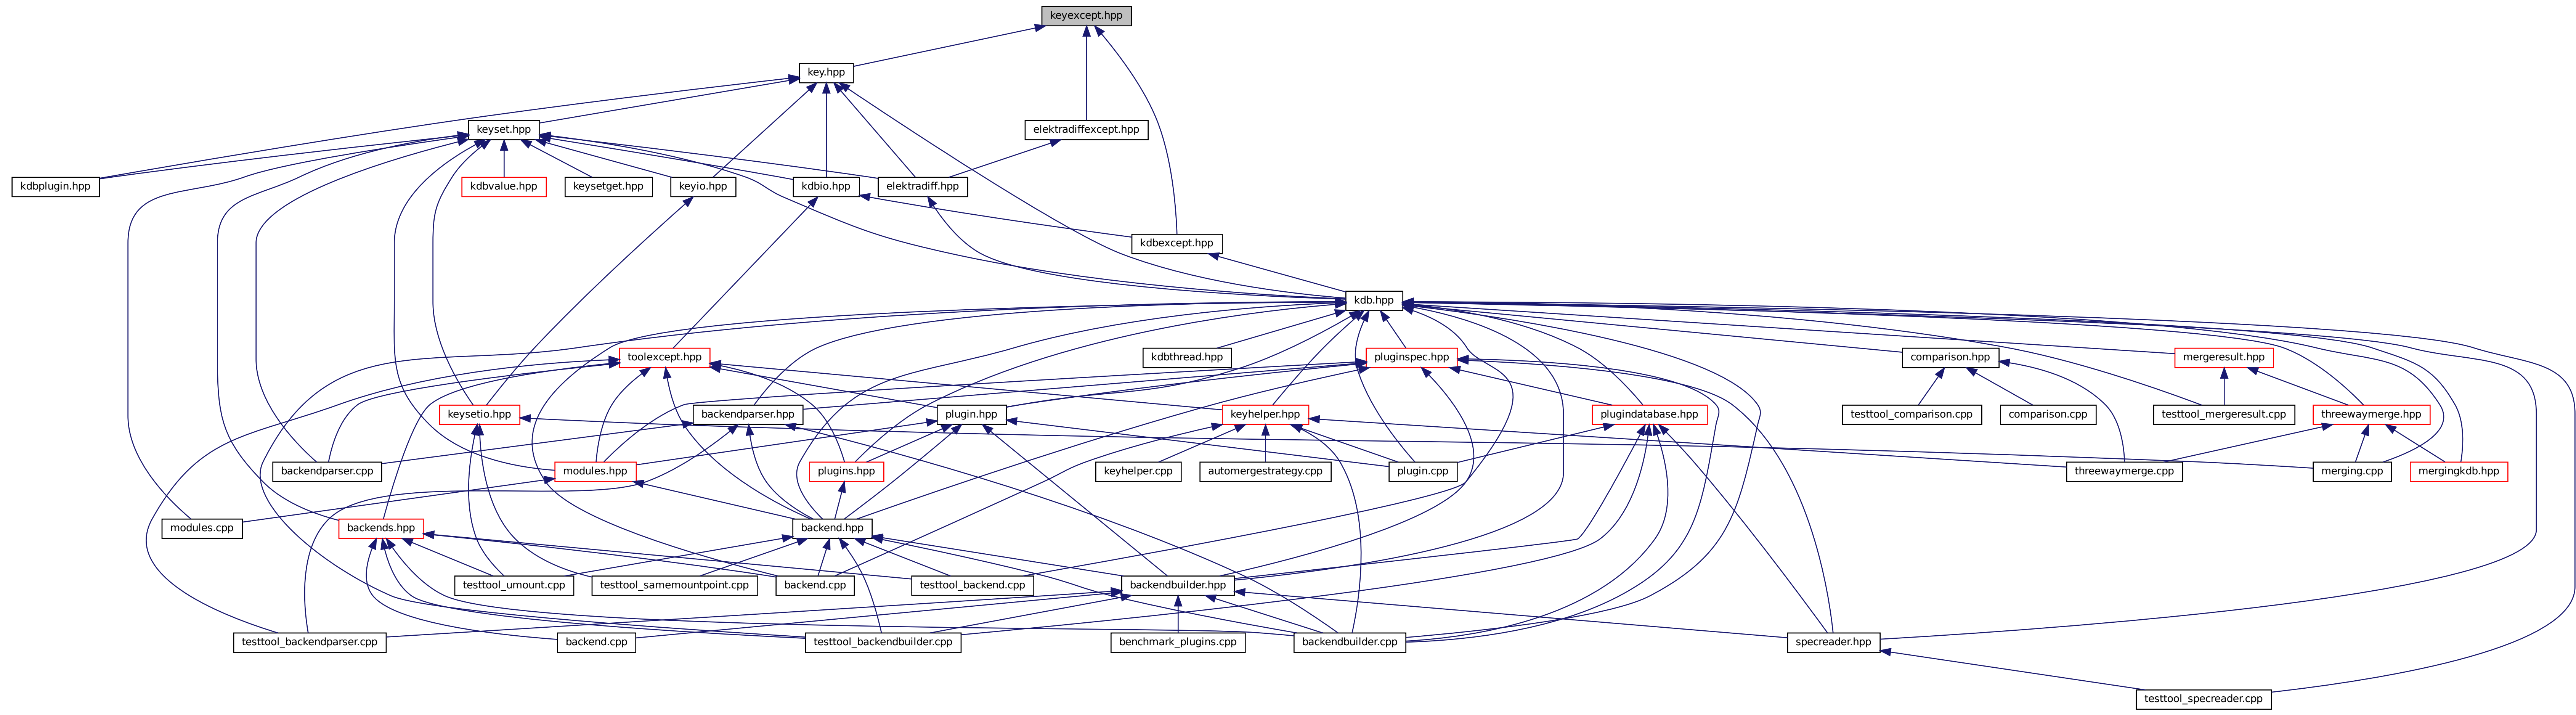 keyexcept.hpp
key.hpp
keyset.hpp
elektradiffexcept.hpp
kdbplugin.hpp
kdbvalue.hpp
keysetget.hpp
keyio.hpp
kdbio.hpp
elektradiff.hpp
kdbexcept.hpp
kdb.hpp
toolexcept.hpp
kdbthread.hpp
pluginspec.hpp
comparison.hpp
mergeresult.hpp
keysetio.hpp
backendparser.hpp
plugin.hpp
keyhelper.hpp
plugindatabase.hpp
testtool_comparison.cpp
comparison.cpp
testtool_mergeresult.cpp
threewaymerge.hpp
backendparser.cpp
modules.hpp
plugins.hpp
keyhelper.cpp
automergestrategy.cpp
plugin.cpp
threewaymerge.cpp
merging.cpp
mergingkdb.hpp
modules.cpp
backends.hpp
backend.hpp
testtool_umount.cpp
testtool_samemountpoint.cpp
backend.cpp
testtool_backend.cpp
backendbuilder.hpp
testtool_backendparser.cpp
backend.cpp
testtool_backendbuilder.cpp
benchmark_plugins.cpp
backendbuilder.cpp
specreader.hpp
testtool_specreader.cpp